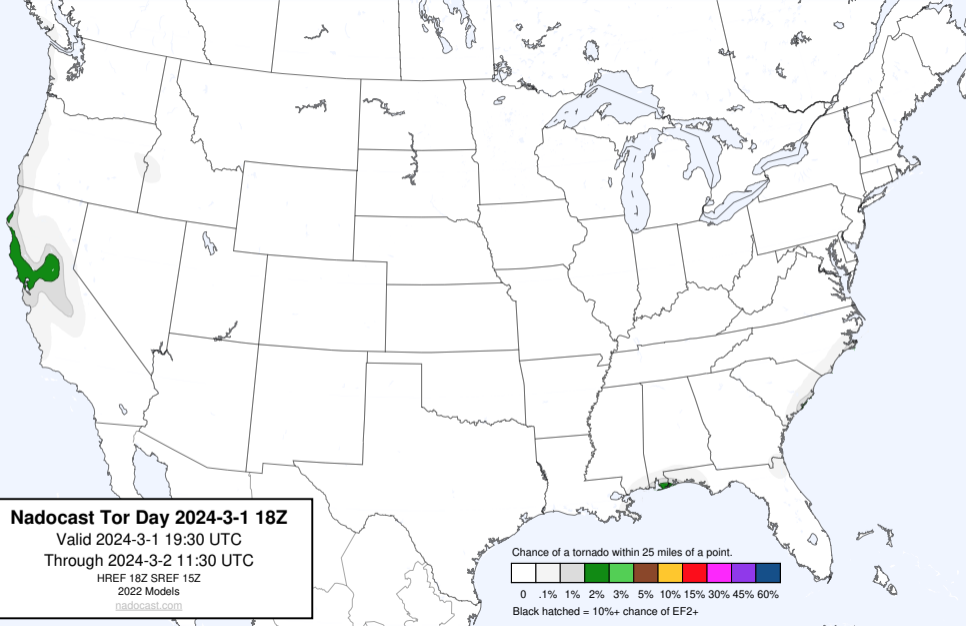 Nadocast Tor Day 2024-3-1 18Z
Valid 2024-3-1 19:30 UTC
Through 2024-3-2 11:30 UTC
HREF 18Z SREF 15Z
2022 Models
nadocast.com
Chance of a tornado within 25 miles of a point.
0 .1% 1% 2% 3% 5% 10% 15% 30% 45% 60%
Black hatched = 10%+ chance of EF2+